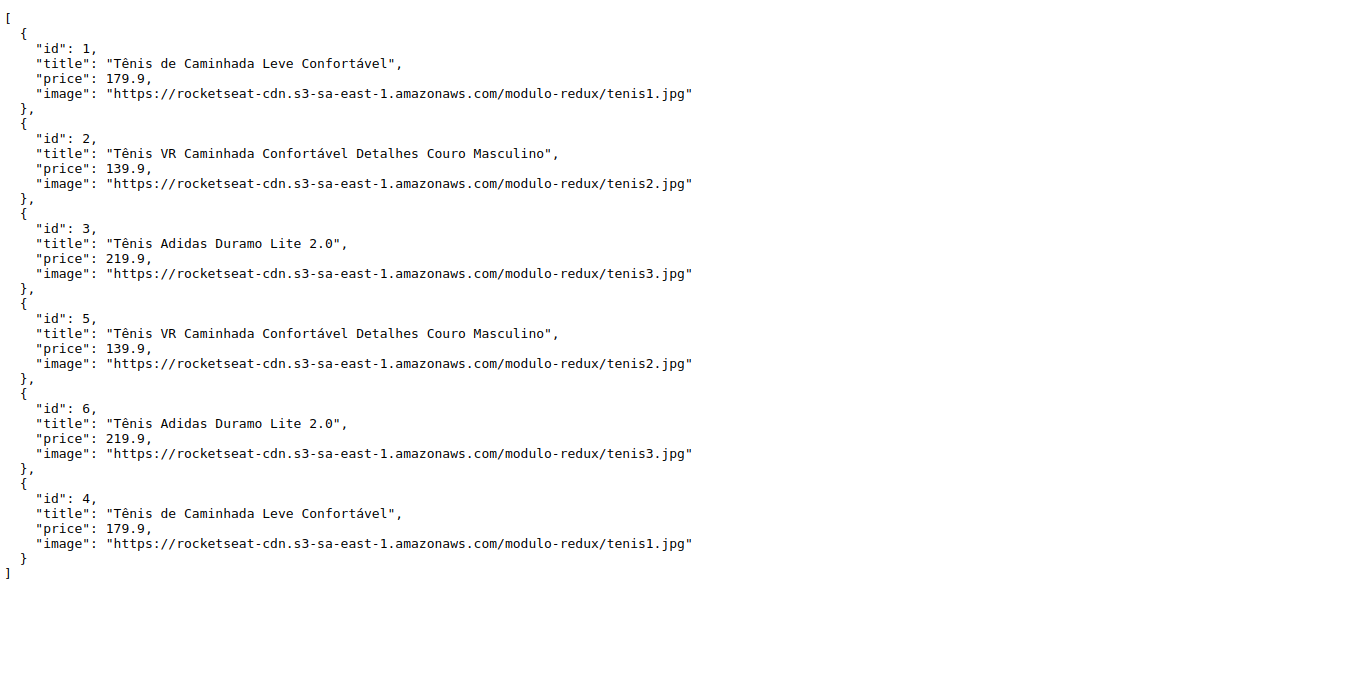 [
  {
    "id": 1,
    "title": "Tênis de Caminhada Leve Confortável",
    "price": 179.9,
    "image": "https://rocketseat-cdn.s3-sa-east-1.amazonaws.com/modulo-redux/tenis1.jpg"
  },
  {
    "id": 2,
    "title": "Tênis VR Caminhada Confortável Detalhes Couro Masculino",
    "price": 139.9,
    "image": "https://rocketseat-cdn.s3-sa-east-1.amazonaws.com/modulo-redux/tenis2.jpg"
  },
  {
    "id": 3,
    "title": "Tênis Adidas Duramo Lite 2.0",
    "price": 219.9,
    "image": "https://rocketseat-cdn.s3-sa-east-1.amazonaws.com/modulo-redux/tenis3.jpg"
  },
  {
    "id": 5,
    "title": "Tênis VR Caminhada Confortável Detalhes Couro Masculino",
    "price": 139.9,
    "image": "https://rocketseat-cdn.s3-sa-east-1.amazonaws.com/modulo-redux/tenis2.jpg"
  },
  {
    "id": 6,
    "title": "Tênis Adidas Duramo Lite 2.0",
    "price": 219.9,
    "image": "https://rocketseat-cdn.s3-sa-east-1.amazonaws.com/modulo-redux/tenis3.jpg"
  },
  {
    "id": 4,
    "title": "Tênis de Caminhada Leve Confortável",
    "price": 179.9,
    "image": "https://rocketseat-cdn.s3-sa-east-1.amazonaws.com/modulo-redux/tenis1.jpg"
  }
]